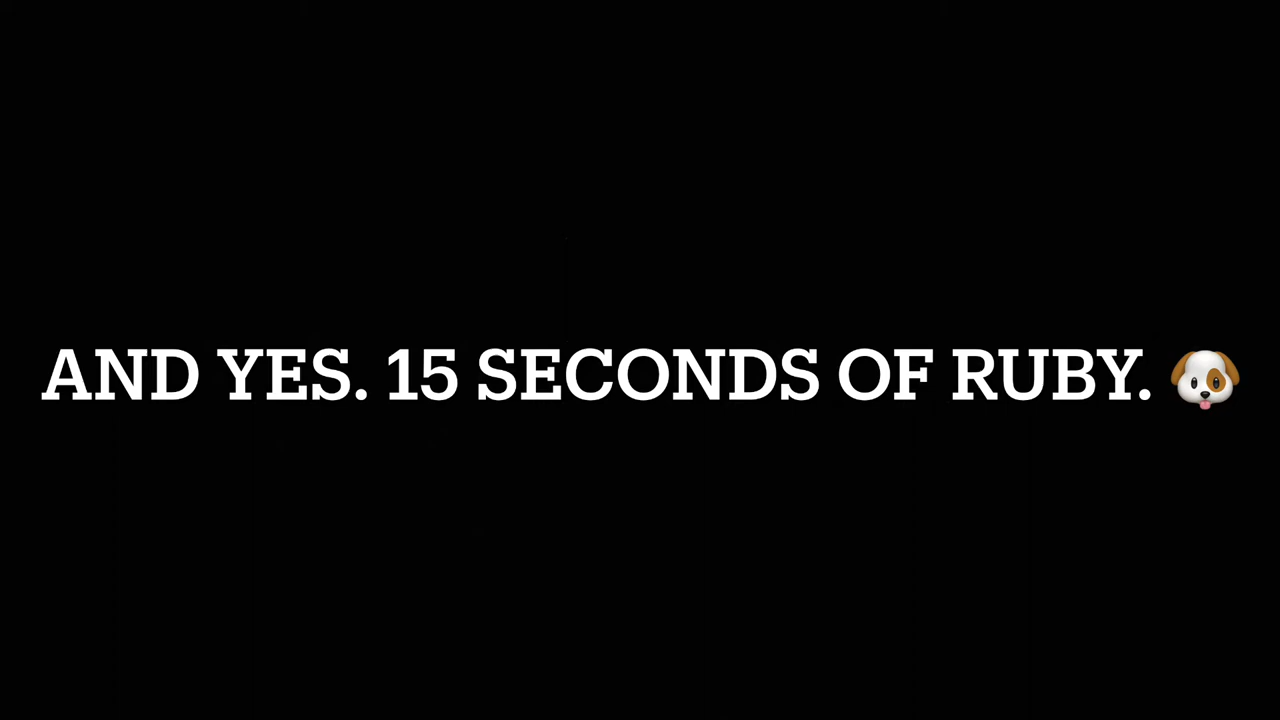 AND YES. 15 SECONDS OF RUBY. 🐶